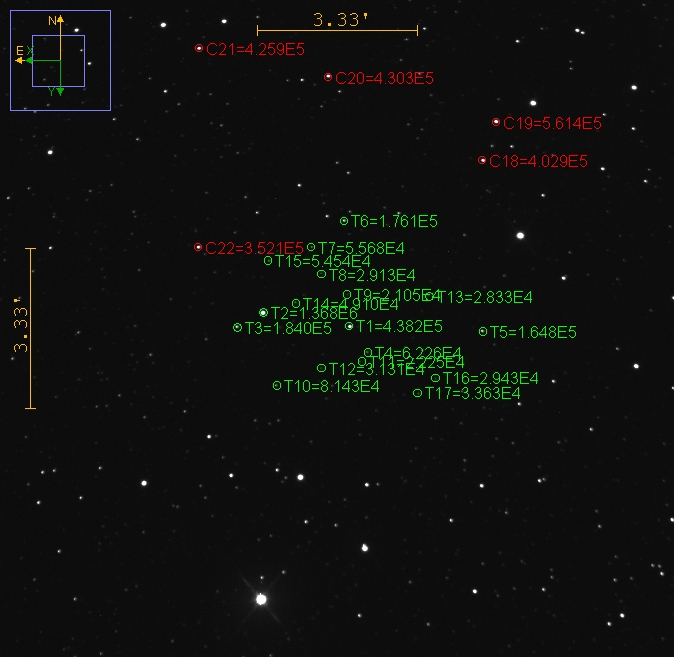 3.33'
N
E X
Y
C21=4.259E5
C20=4.303E5
C19=5.614E5
C18=4.029E5
T6=1.761E5
C22=3.521E5
T7=5.568E4
T15=5.454E4
T8=2.913E4
T9=2.105E4
T13=2.833E4
T14=4.910E4
T2=1.368E6
T3=1.840E5
T1=4.382E5
T5=1.648E5
3.33'
T4=6.226E4
T11=2.225E4
T12=3.131E4
T16=2.943E4
T10=8.143E4
T17=3.363E4